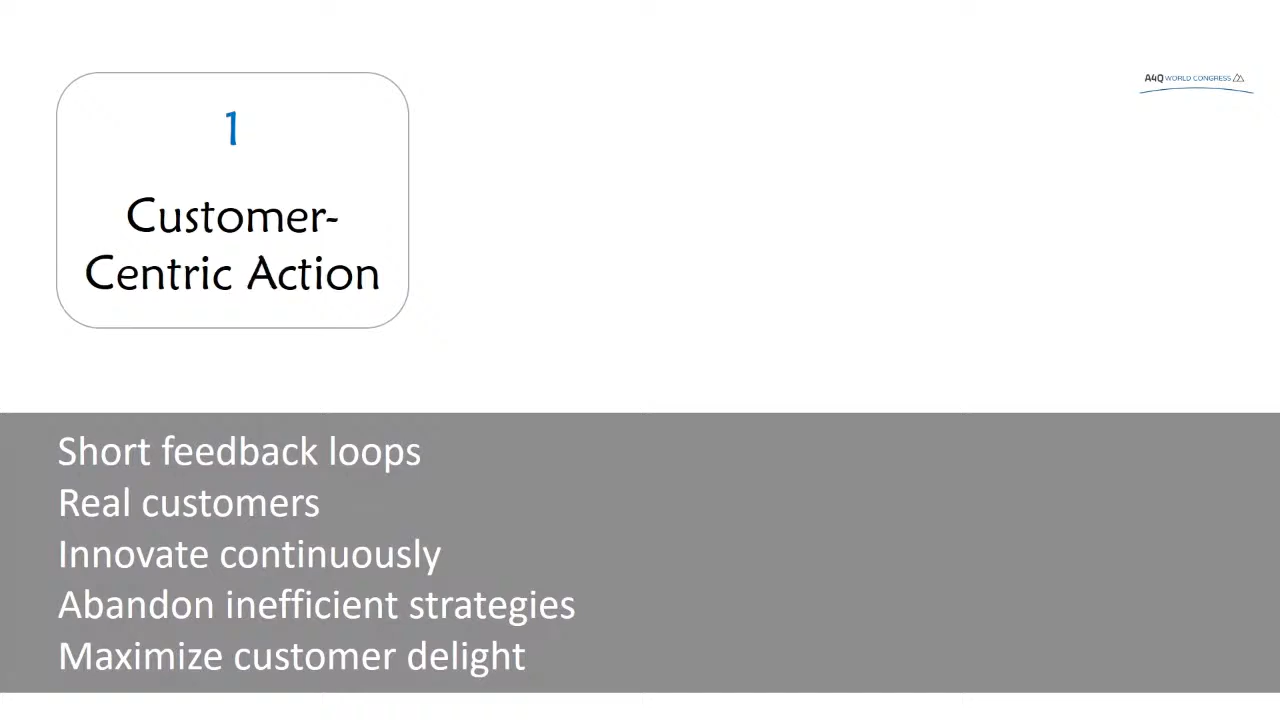 1
A4Q WORLD CONGRESS
Customer-
Centric Action
Short feedback loops
Real customers
Innovate continuously
Abandon inefficient strategies
Maximize customer delight